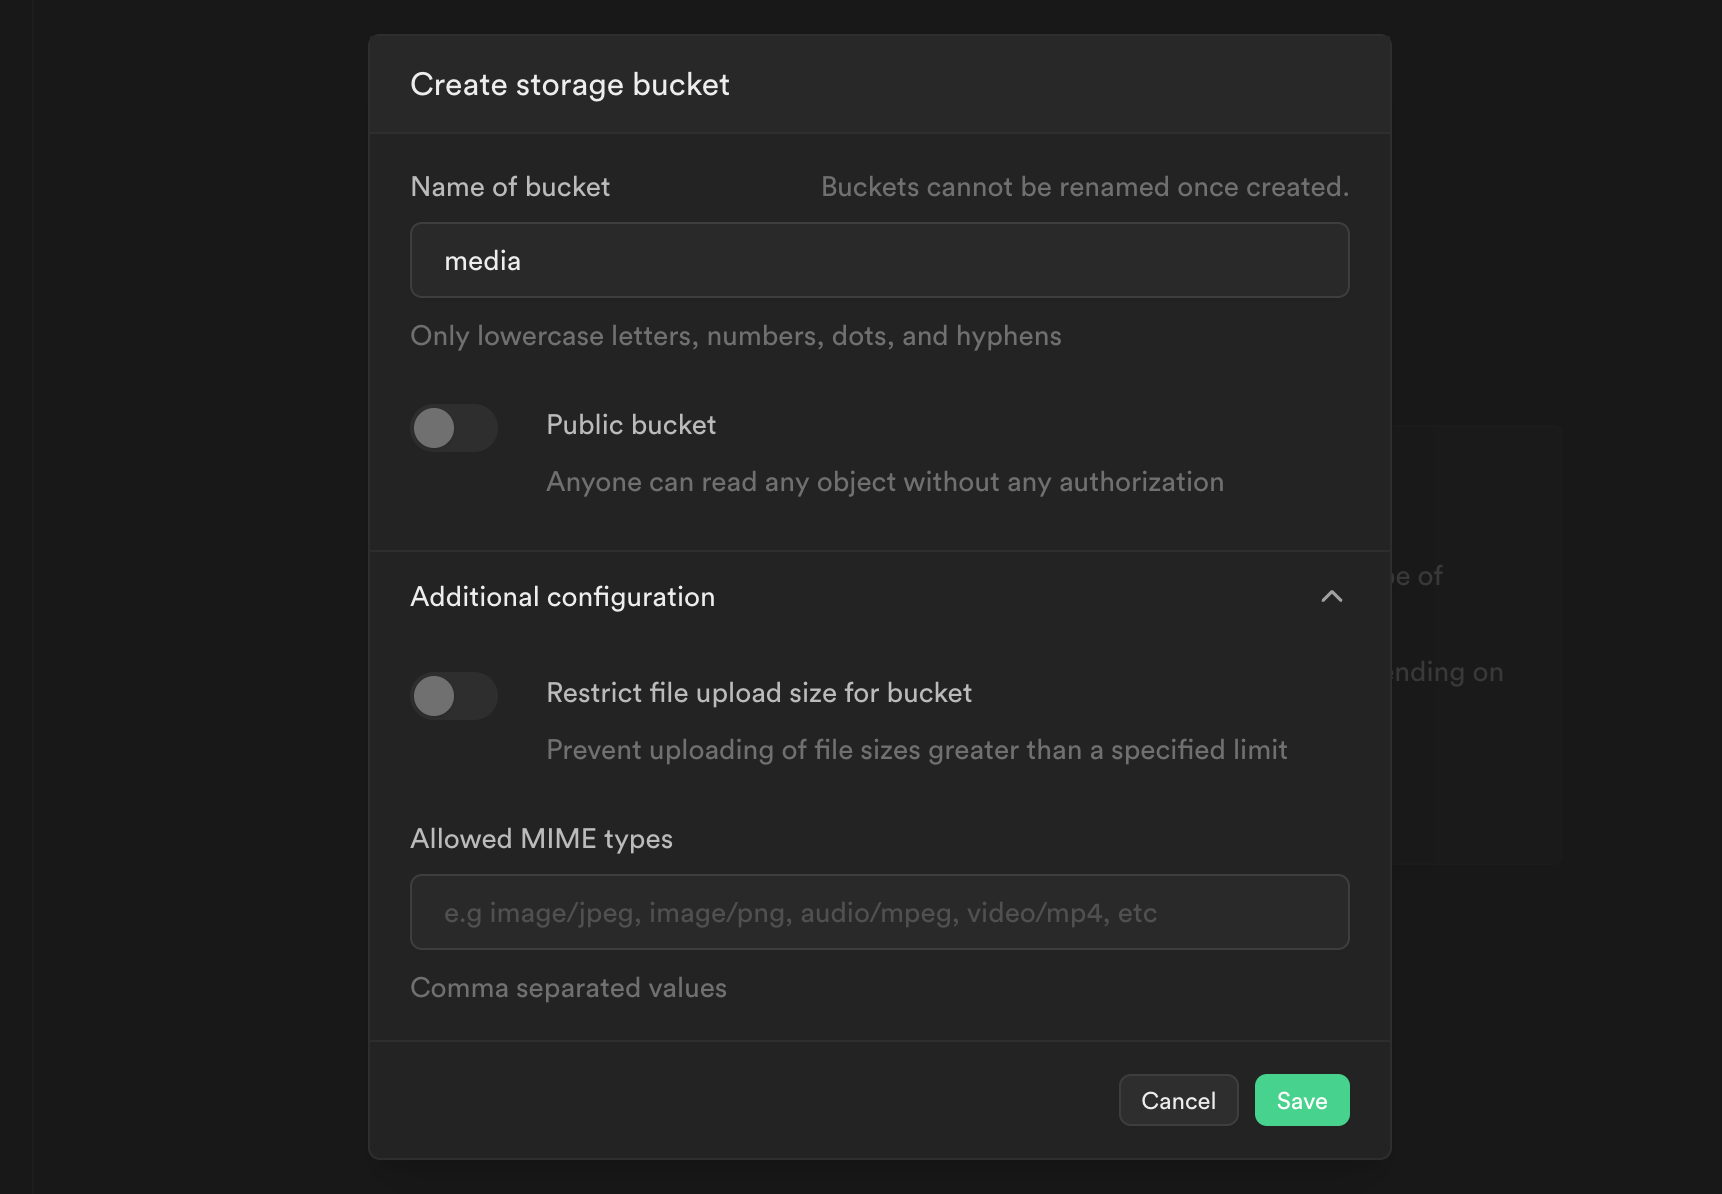 Create storage bucket
Name of bucket
Buckets cannot be renamed once created.
media
Only lowercase letters, numbers, dots, and hyphens
Public bucket
Anyone can read any object without any authorization
Additional configuration
Restrict file upload size for bucket
Prevent uploading of file sizes greater than a specified limit
Allowed MIME types
e.g image/jpeg, image/png, audio/mpeg, video/mp4, etc
Comma separated values
Cancel
Save
of
on